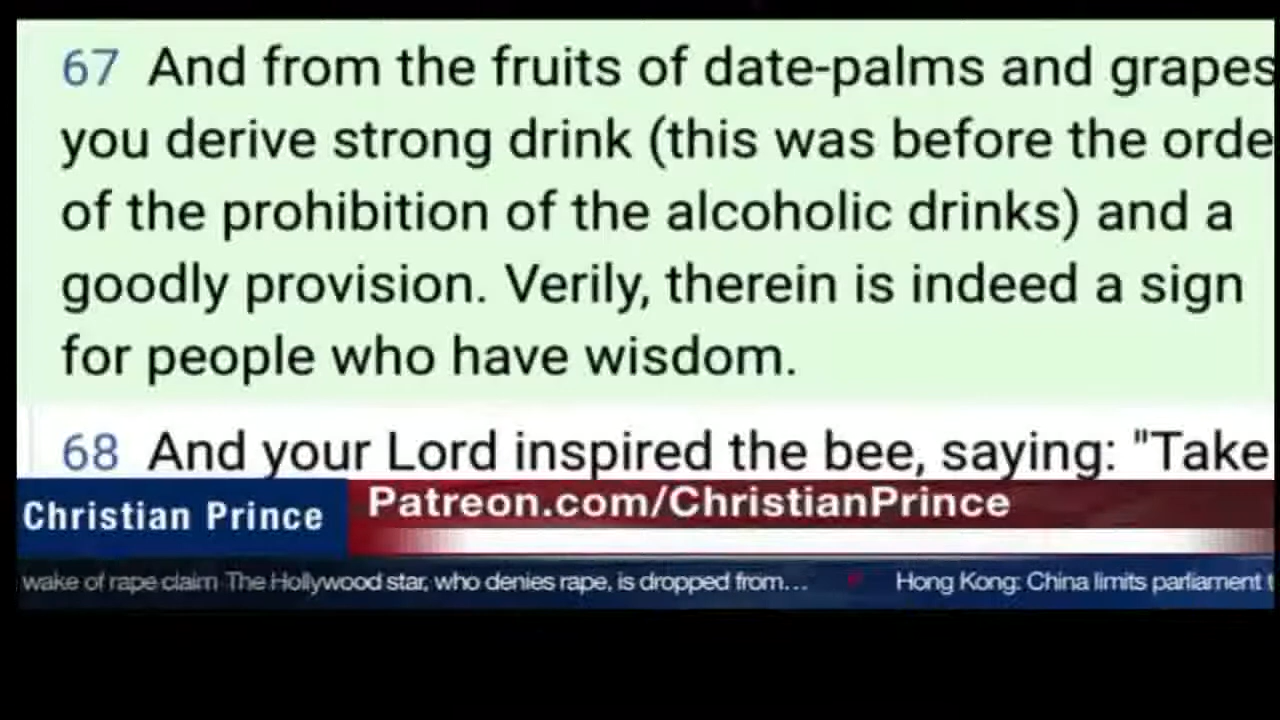 67 And from the fruits of date-palms and grapes
you derive strong drink (this was before the orde
of the prohibition of the alcoholic drinks) and a
goodly provision. Verily, therein is indeed a sign
for people who have wisdom.
68 And your Lord inspired the bee, saying: "Take
Christian Prince
Patreon.com/ChristianPrince
wake of rape claim The Hollywood star, who denies rape, is dropped from... Hong Kong: China limits parliament t